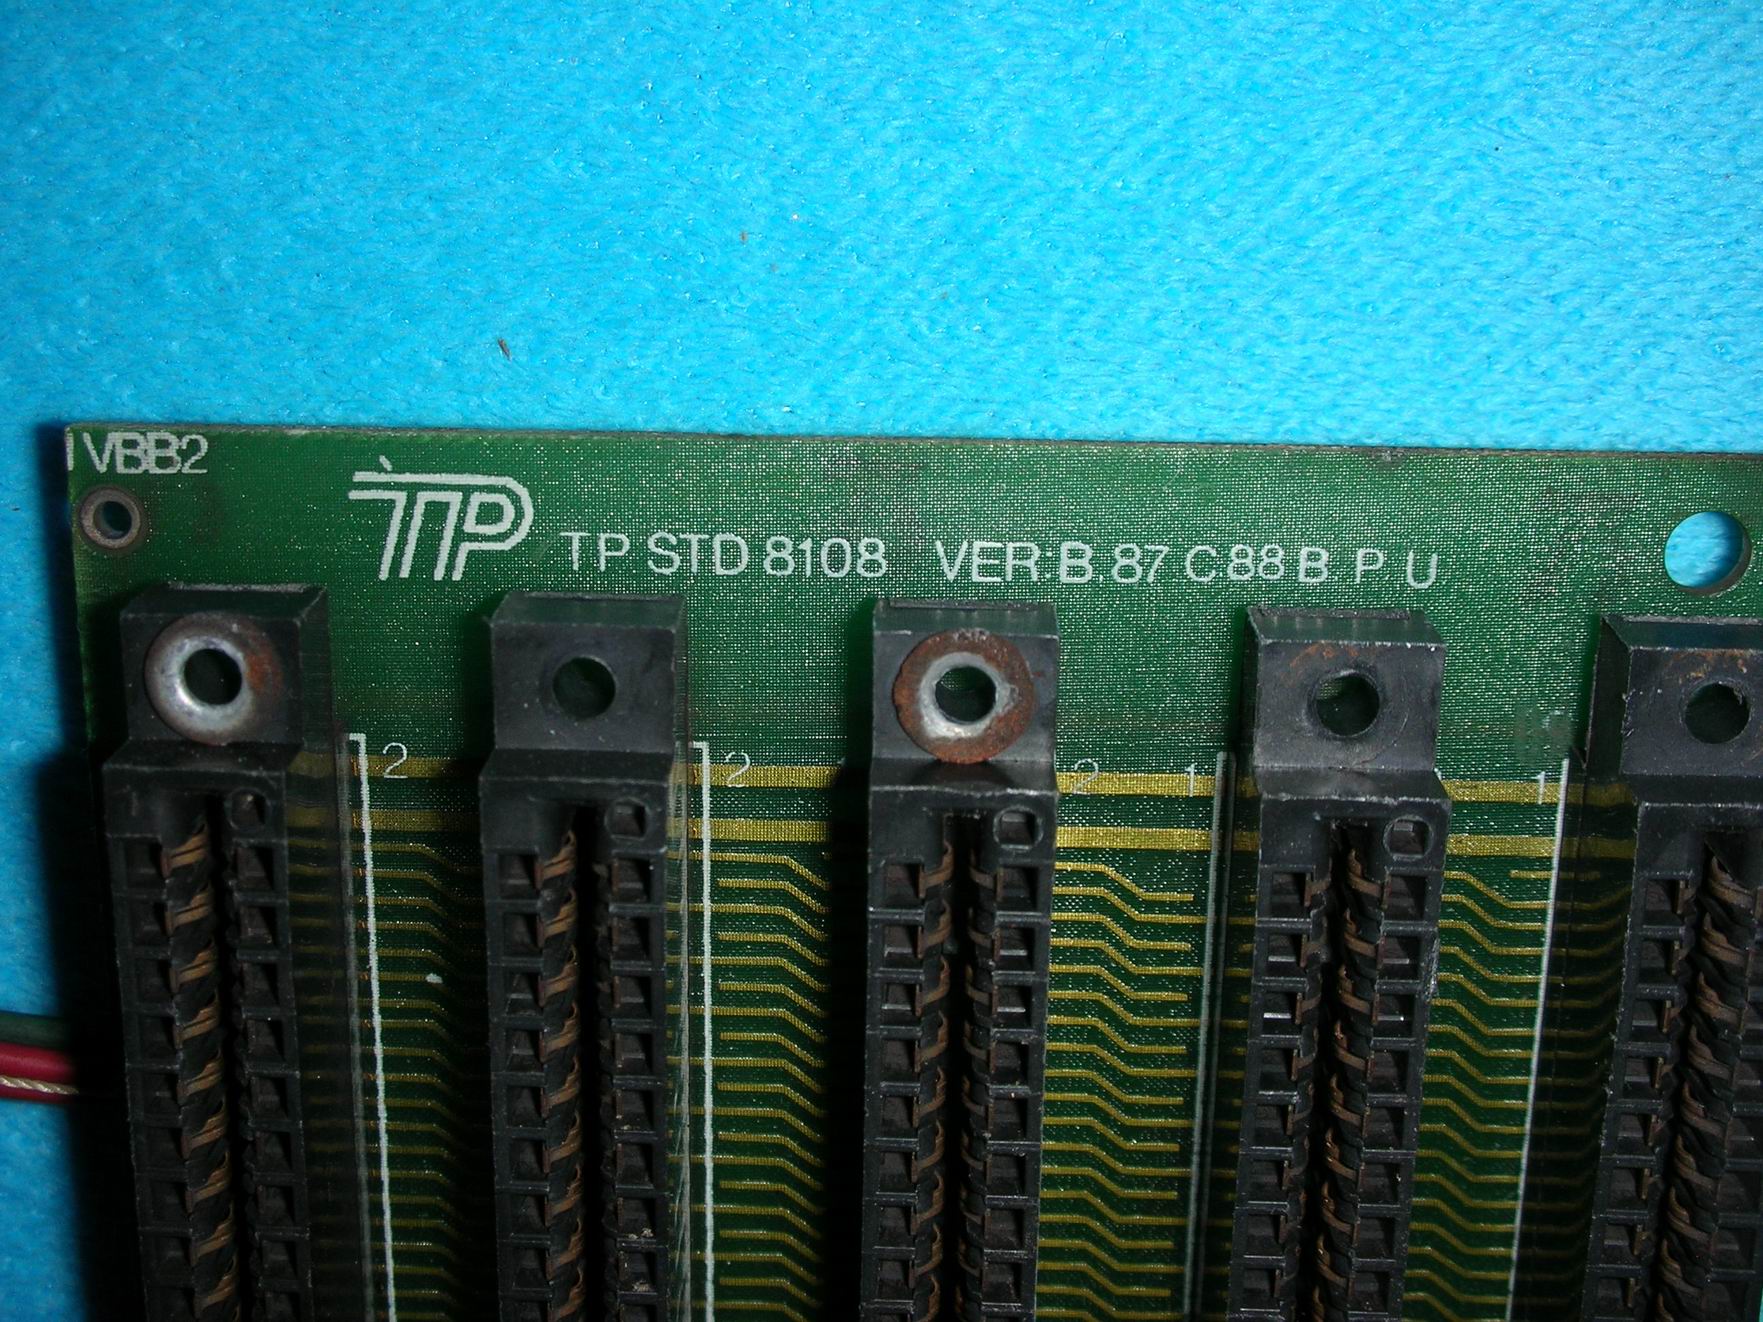 VBB2
TP
TP STD 8108 VER:B.87 C88 B P U
2 2 2 1 1